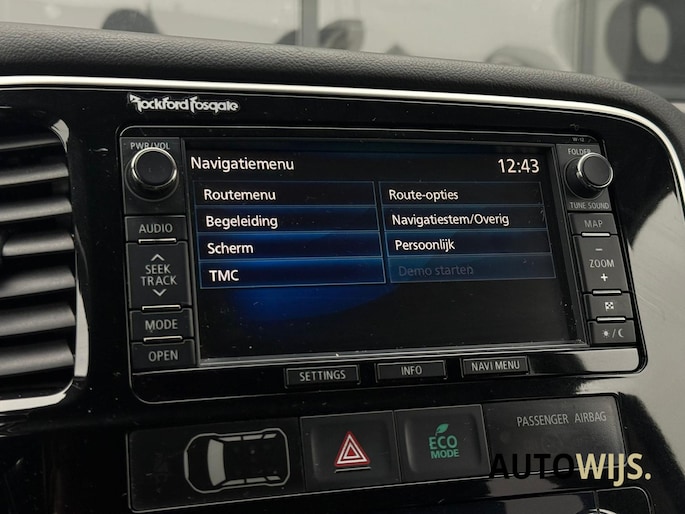 Rockford Fosgate
W-12
PWR/VOL
FOLDER
Navigatiemenu 12:43
Routemenu Route-opties
Begeleiding Navigatiestem/Overig
Scherm Persoonlijk
TMC Demo starten
TUNE SOUND
AUDIO
MAP
SEEK
TRACK
ZOOM
MODE
OPEN
SETTINGS INFO NAVI MENU
ECO
MODE
PASSENGER AIRBAG
AUTOWIJS.